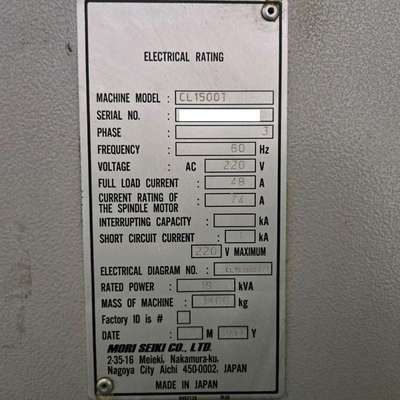 ELECTRICAL RATING
MACHINE MODEL : CL1500T
SERIAL NO. :
PHASE : 3
FREQUENCY : 60 Hz
VOLTAGE : AC 220 V
FULL LOAD CURRENT : 48 A
CURRENT RATING OF THE SPINDLE MOTOR : 74 A
INTERRUPTING CAPACITY : kA
SHORT CIRCUIT CURRENT : kA
220 V MAXIMUM
ELECTRICAL DIAGRAM NO. :
RATED POWER : 18 kVA
MASS OF MACHINE : kg
Factory ID is #
DATE : M Y
MORI SEIKI CO., LTD.
2-35-16 Meieki, Nakamura-ku,
Nagoya City Aichi 450-0002, JAPAN
MADE IN JAPAN